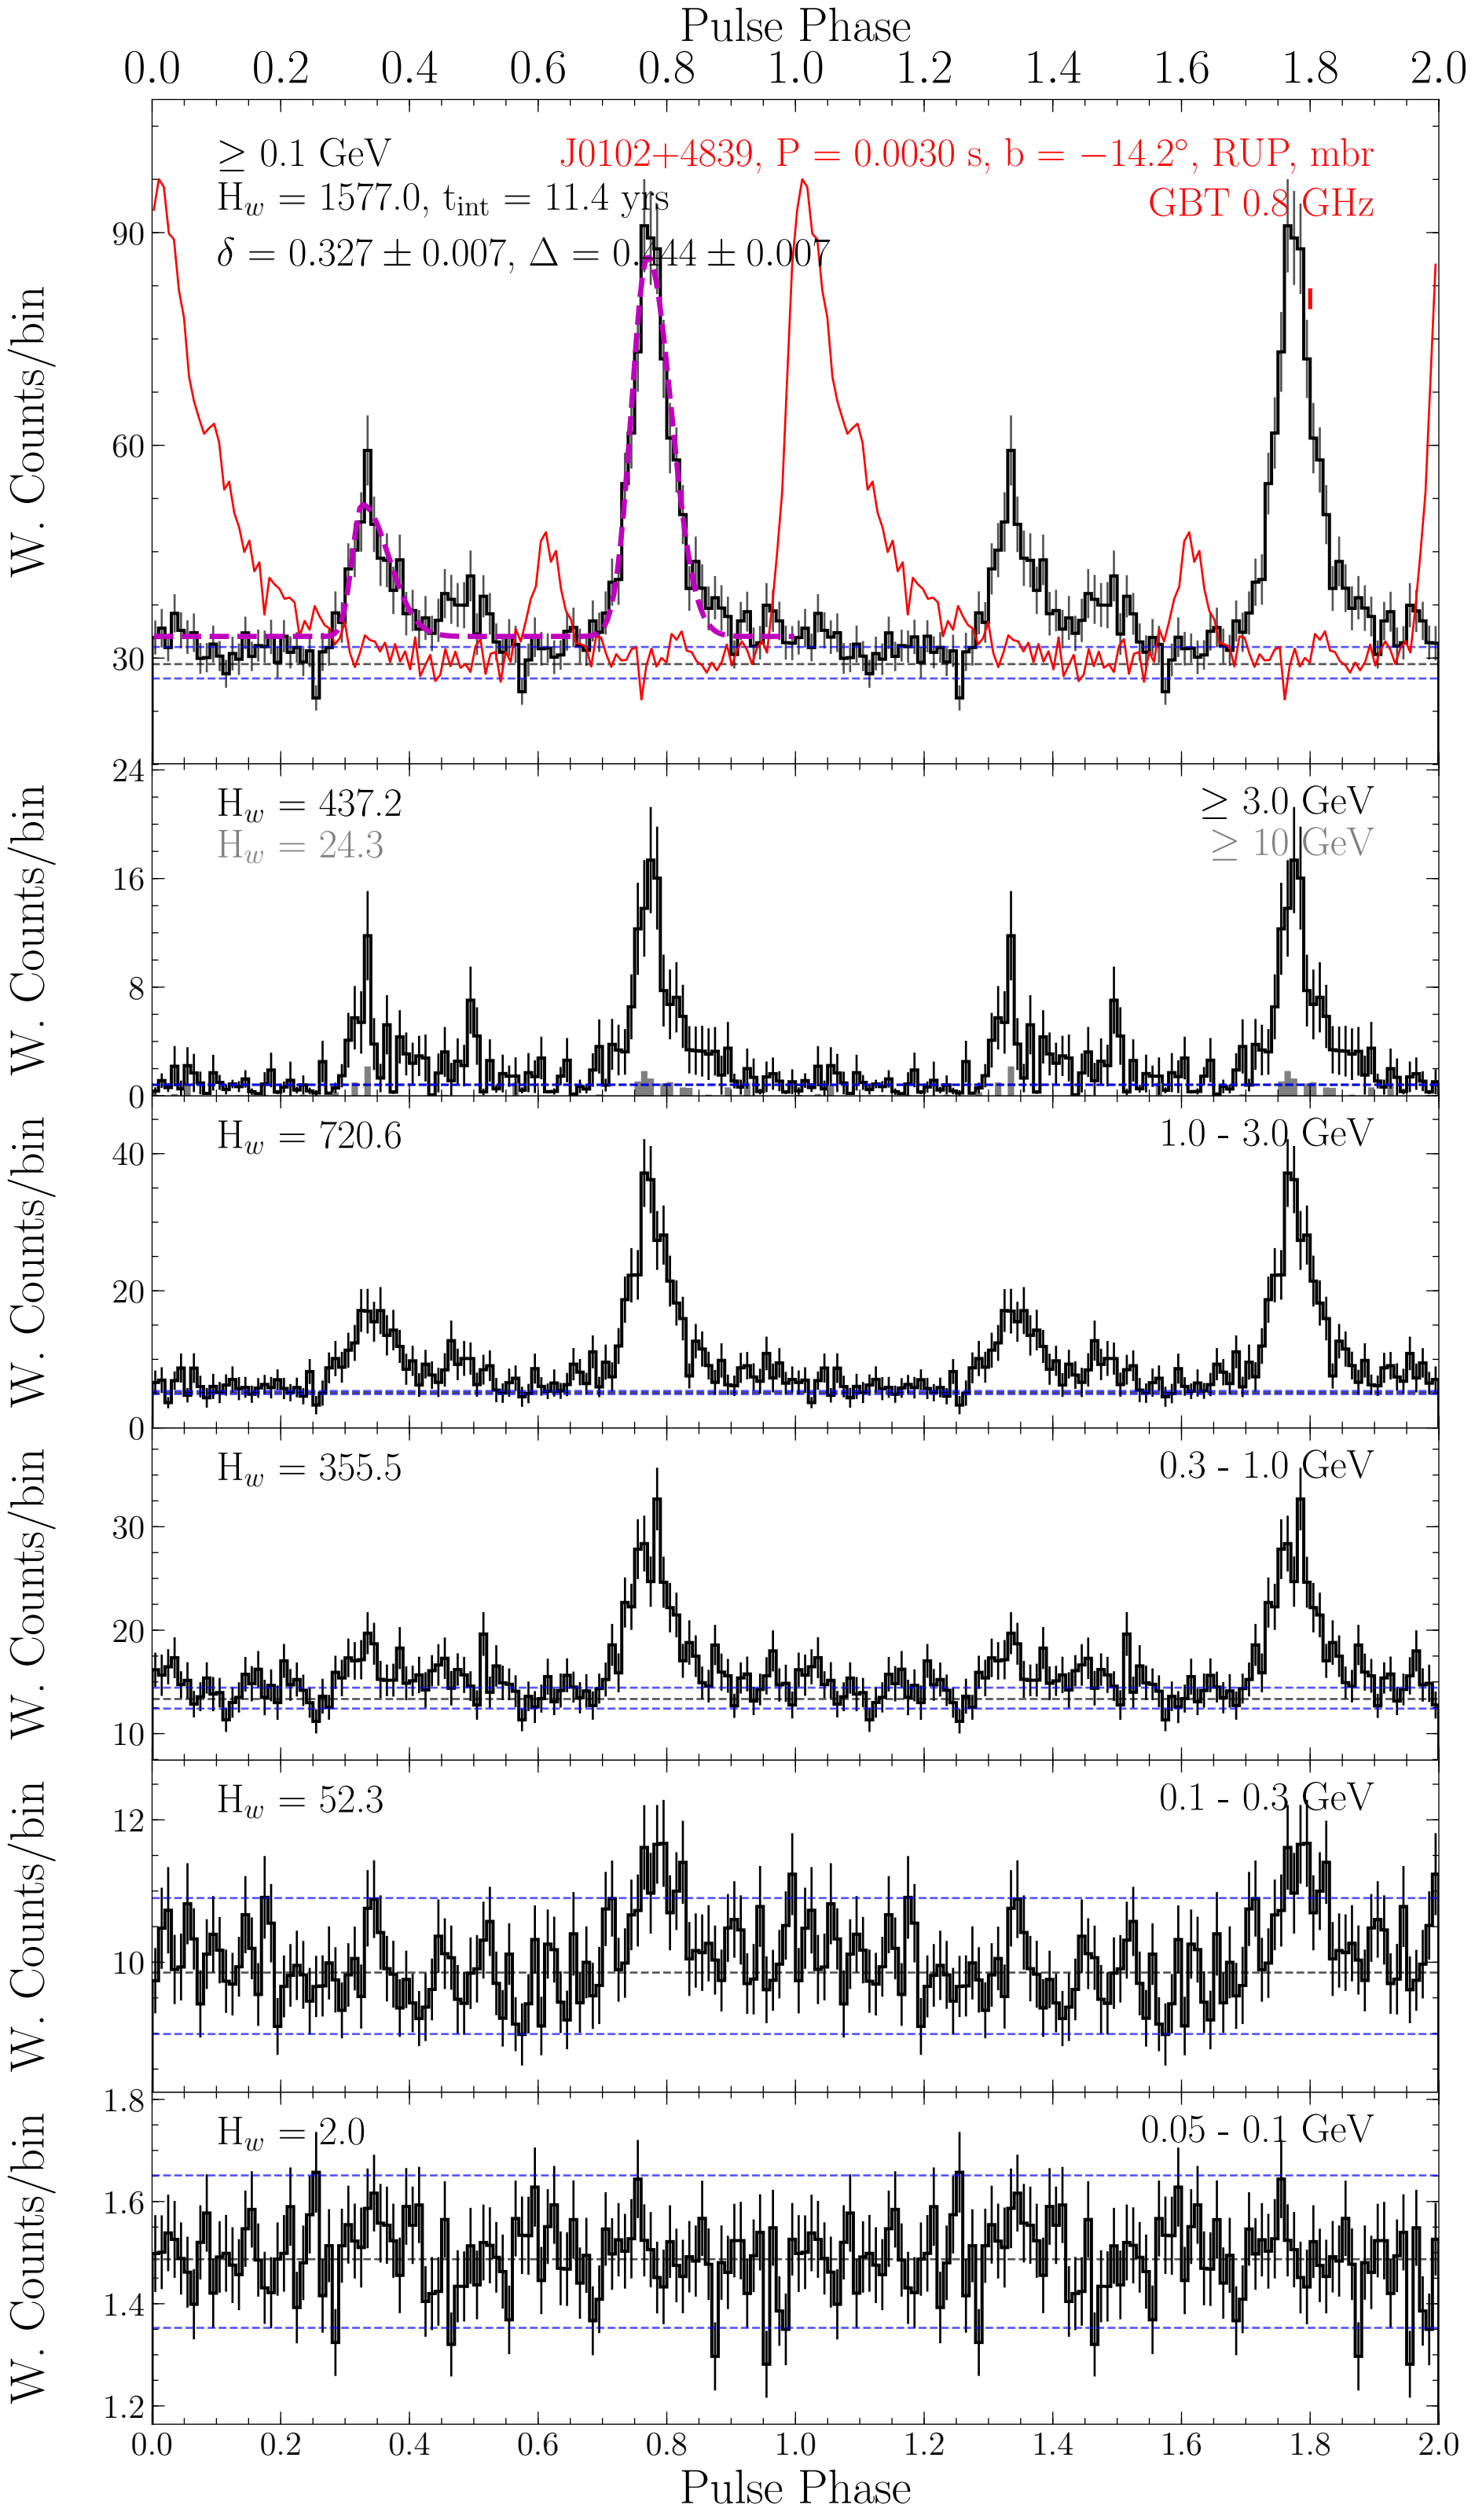 Pulse Phase
0.0 0.2 0.4 0.6 0.8 1.0 1.2 1.4 1.6 1.8 2.0
≥ 0.1 GeV
J0102+4839, P = 0.0030 s, b = −14.2°, RUP, mbr
H_w = 1577.0, t_int = 11.4 yrs
GBT 0.8 GHz
δ = 0.327 ± 0.007, Δ = 0.444 ± 0.007
W. Counts/bin
90
60
30
H_w = 437.2
≥ 3.0 GeV
H_w = 24.3
≥ 10 GeV
W. Counts/bin
24
16
8
0
H_w = 720.6
1.0 - 3.0 GeV
W. Counts/bin
40
20
0
H_w = 355.5
0.3 - 1.0 GeV
W. Counts/bin
30
20
10
H_w = 52.3
0.1 - 0.3 GeV
W. Counts/bin
12
10
H_w = 2.0
0.05 - 0.1 GeV
W. Counts/bin
1.8
1.6
1.4
1.2
0.0 0.2 0.4 0.6 0.8 1.0 1.2 1.4 1.6 1.8 2.0
Pulse Phase